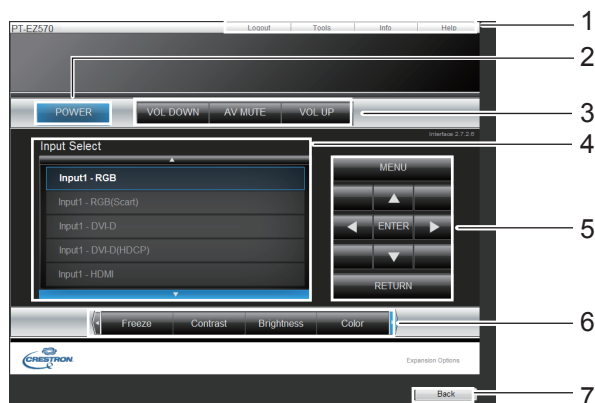 PT-EZ570 Logout Tools Info Help 1
2
POWER VOL DOWN AV MUTE VOL UP 3
Interface 2.7.2.6
Input Select 4
MENU
Input1 - RGB
Input1 - RGB(Scart)
Input1 - DVI-D ENTER 5
Input1 - DVI-D(HDCP)
Input1 - HDMI RETURN
Freeze Contrast Brightness Color 6
CRESTRON Expansion Options
Back 7